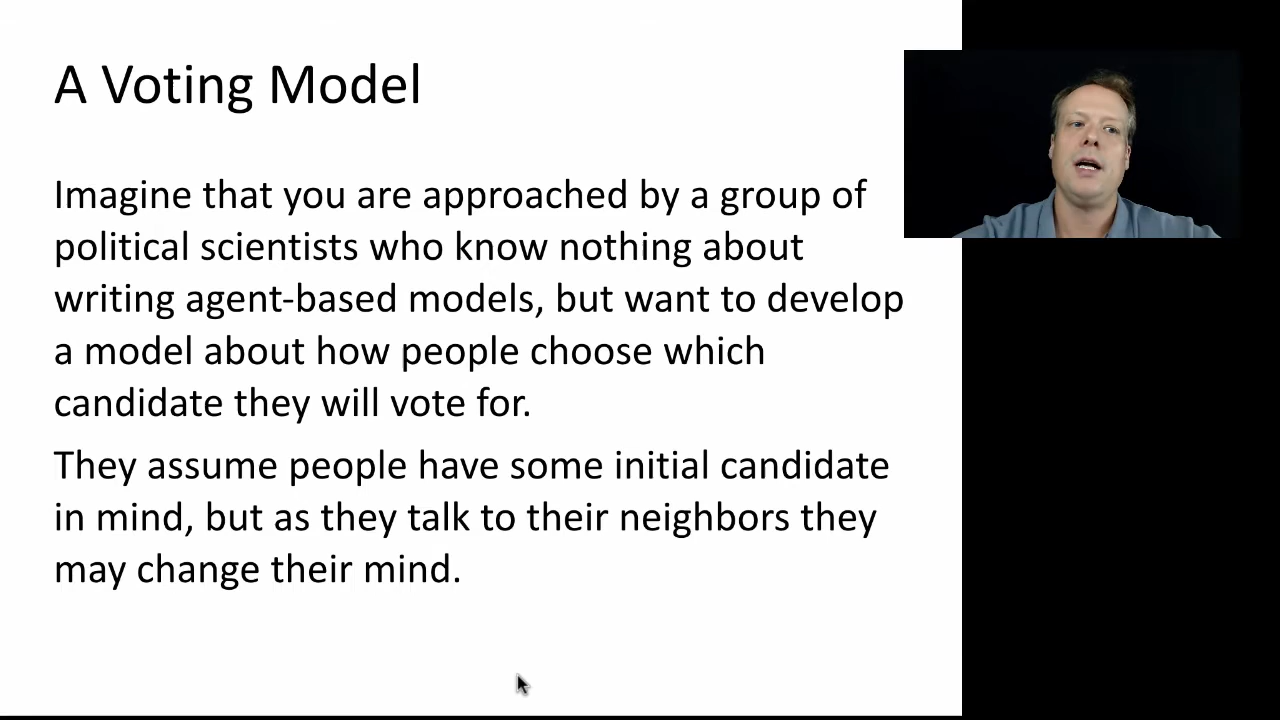 A Voting Model
Imagine that you are approached by a group of
political scientists who know nothing about
writing agent-based models, but want to develop
a model about how people choose which
candidate they will vote for.
They assume people have some initial candidate
in mind, but as they talk to their neighbors they
may change their mind.